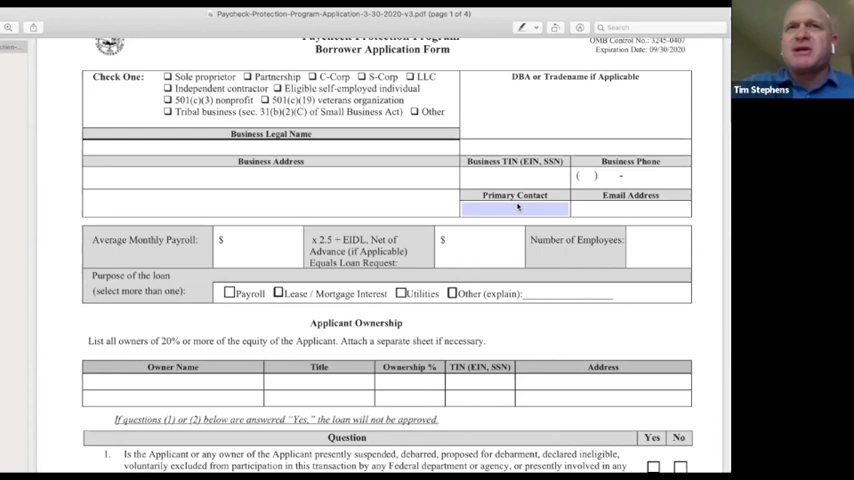 Paycheck-Protection-Program-Application-3-30-2020-v3.pdf (page 1 of 4)
Search
Paycheck Protection Program
Borrower Application Form
OMB Control No.: 3245-0407
Expiration Date: 09/30/2020
Check One: ☐ Sole proprietor ☐ Partnership ☐ C-Corp ☐ S-Corp ☐ LLC
☐ Independent contractor ☐ Eligible self-employed individual
☐ 501(c)(3) nonprofit ☐ 501(c)(19) veterans organization
☐ Tribal business (sec. 31(b)(2)(C) of Small Business Act) ☐ Other
DBA or Tradename if Applicable
Business Legal Name
Business Address
Business TIN (EIN, SSN)
Business Phone
( ) -
Primary Contact
Email Address
Average Monthly Payroll:
$
x 2.5 + EIDL, Net of
Advance (if Applicable)
Equals Loan Request:
$
Number of Employees:
Purpose of the loan
(select more than one):
☐Payroll ☐Lease / Mortgage Interest ☐Utilities ☐Other (explain):____________________
Applicant Ownership
List all owners of 20% or more of the equity of the Applicant. Attach a separate sheet if necessary.
Owner Name
Title
Ownership %
TIN (EIN, SSN)
Address
If questions (1) or (2) below are answered “Yes,” the loan will not be approved.
Question
Yes
No
1. Is the Applicant or any owner of the Applicant presently suspended, debarred, proposed for debarment, declared ineligible,
voluntarily excluded from participation in this transaction by any Federal department or agency, or presently involved in any
Tim Stephens